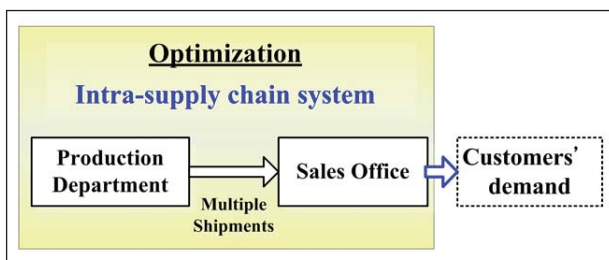 Optimization
Intra-supply chain system
Production
Department
Multiple
Shipments
Sales Office
Customers'
demand